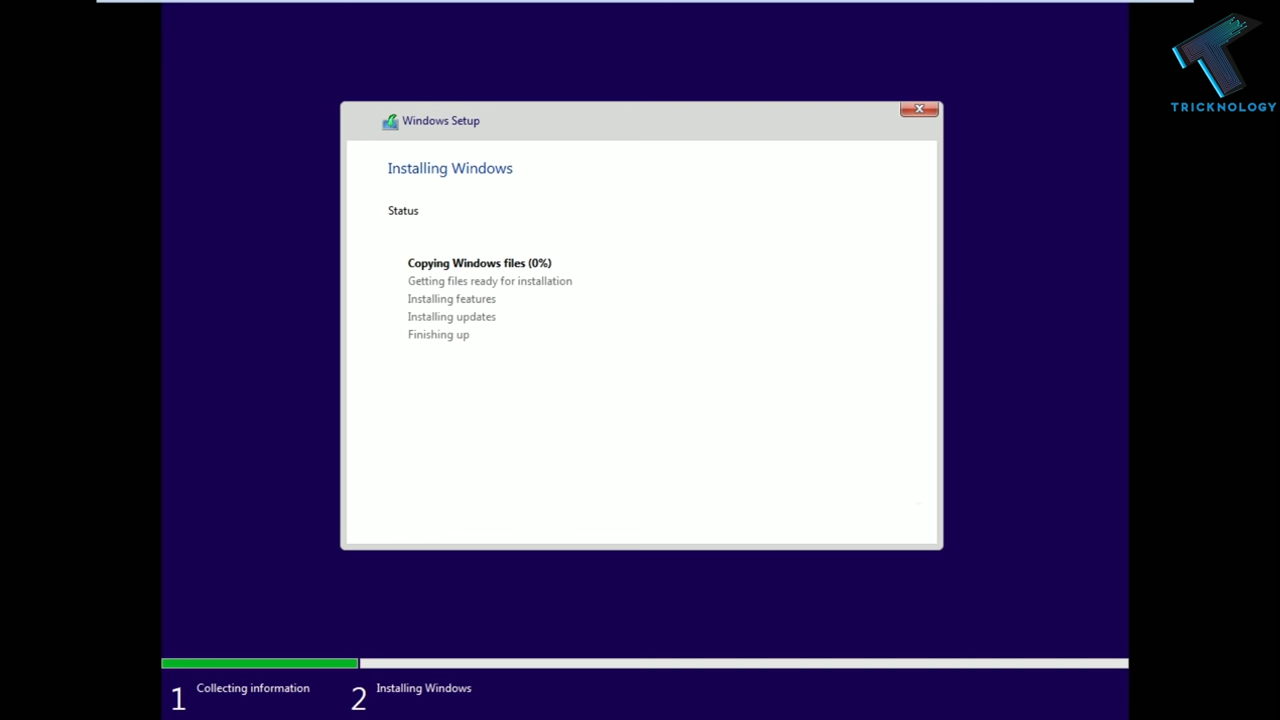 TRICKNOLOGY
Windows Setup
Installing Windows
Status
Copying Windows files (0%)
Getting files ready for installation
Installing features
Installing updates
Finishing up
1 Collecting information 2 Installing Windows